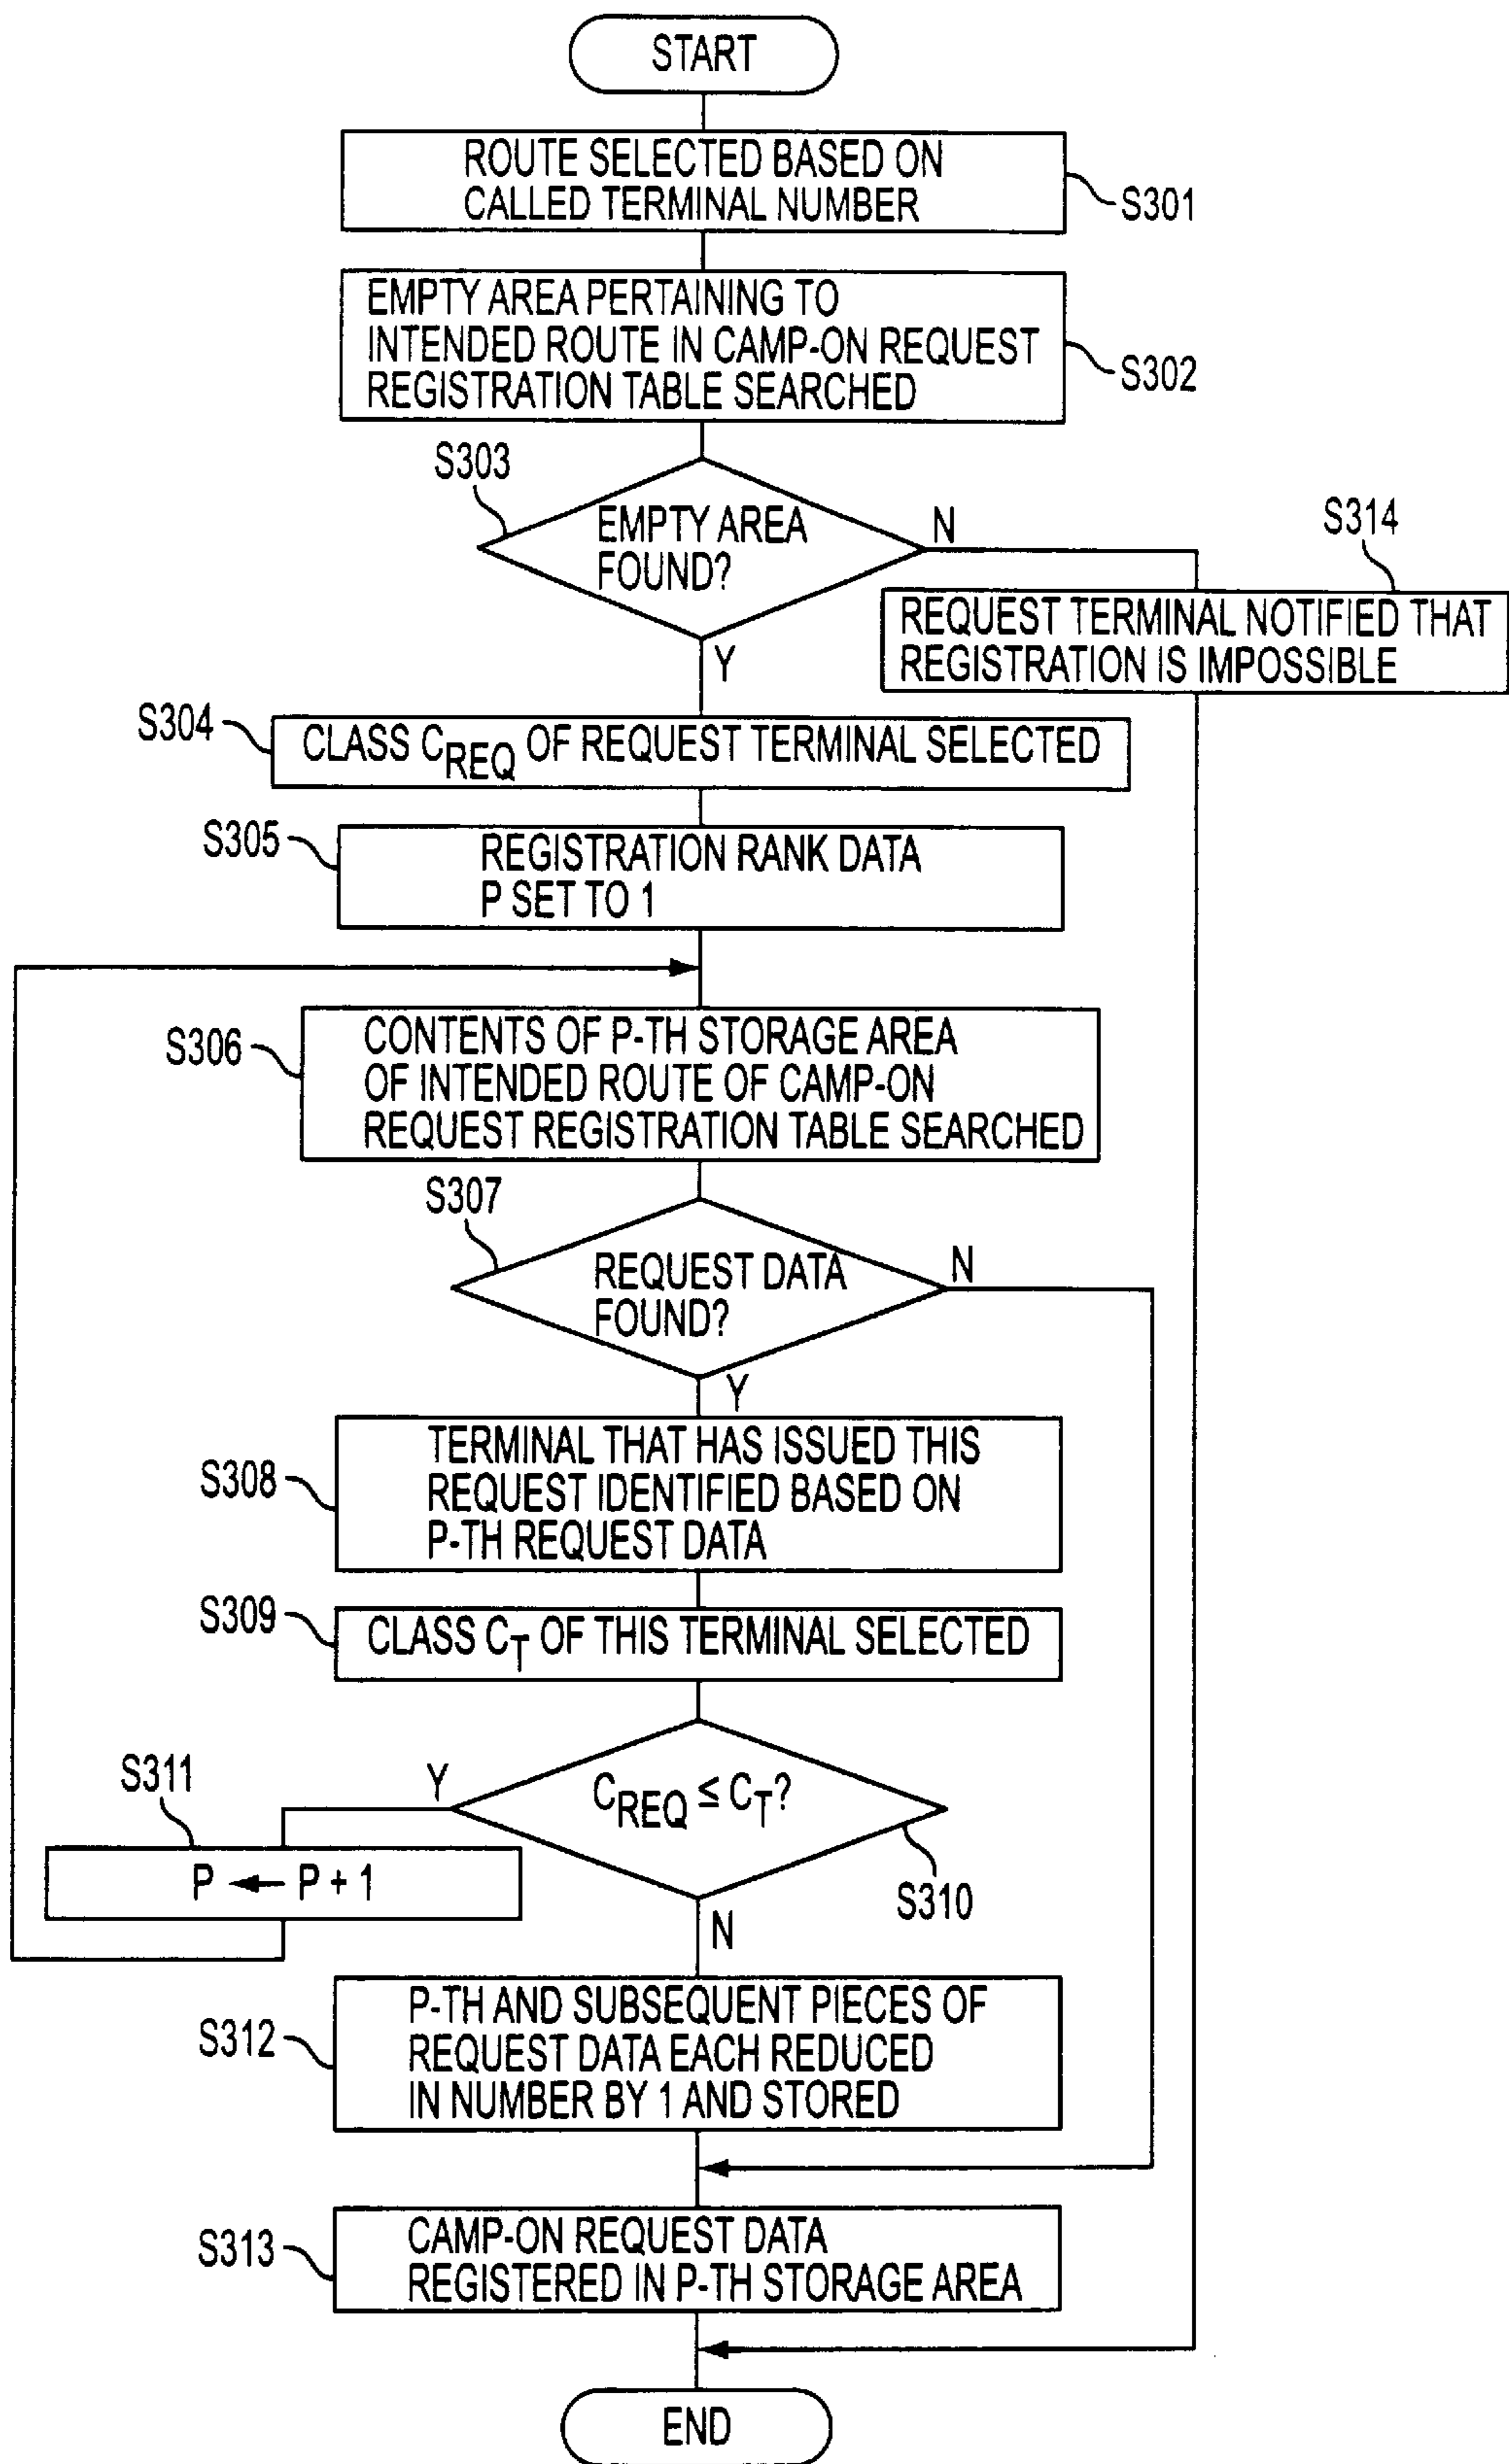 START
ROUTE SELECTED BASED ON
CALLED TERMINAL NUMBER
S301
EMPTY AREA PERTAINING TO
INTENDED ROUTE IN CAMP-ON REQUEST
REGISTRATION TABLE SEARCHED
S302
S303
EMPTY AREA
FOUND?
N
Y
S314
REQUEST TERMINAL NOTIFIED THAT
REGISTRATION IS IMPOSSIBLE
S304
CLASS CREQ OF REQUEST TERMINAL SELECTED
S305
REGISTRATION RANK DATA
P SET TO 1
S306
CONTENTS OF P-TH STORAGE AREA
OF INTENDED ROUTE OF CAMP-ON
REQUEST REGISTRATION TABLE SEARCHED
S307
REQUEST DATA
FOUND?
N
Y
S308
TERMINAL THAT HAS ISSUED THIS
REQUEST IDENTIFIED BASED ON
P-TH REQUEST DATA
S309
CLASS CT OF THIS TERMINAL SELECTED
S310
CREQ ≤ CT?
Y
N
S311
P ← P + 1
S312
P-TH AND SUBSEQUENT PIECES OF
REQUEST DATA EACH REDUCED
IN NUMBER BY 1 AND STORED
S313
CAMP-ON REQUEST DATA
REGISTERED IN P-TH STORAGE AREA
END